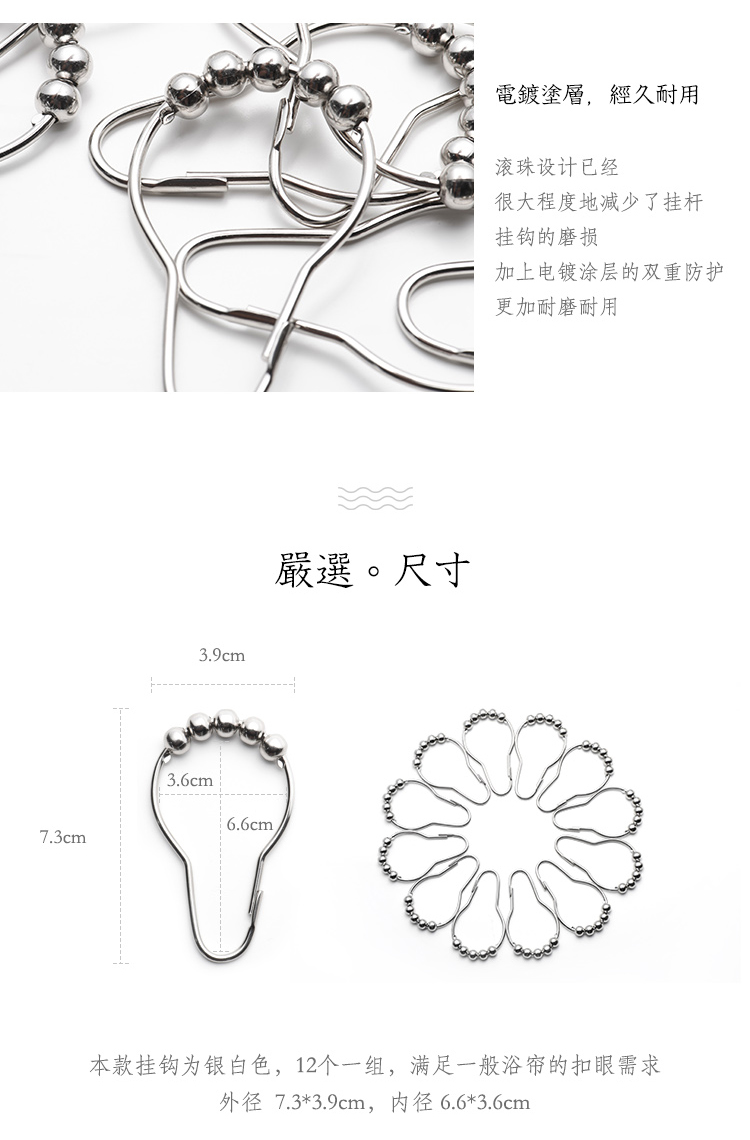 電鍍塗層，經久耐用
滚珠设计已经
很大程度地减少了挂杆
挂钩的磨损
加上电镀涂层的双重防护
更加耐磨耐用
嚴選。尺寸
3.9cm
3.6cm
6.6cm
7.3cm
本款挂钩为银白色，12个一组，满足一般浴帘的扣眼需求
外径 7.3*3.9cm，内径 6.6*3.6cm